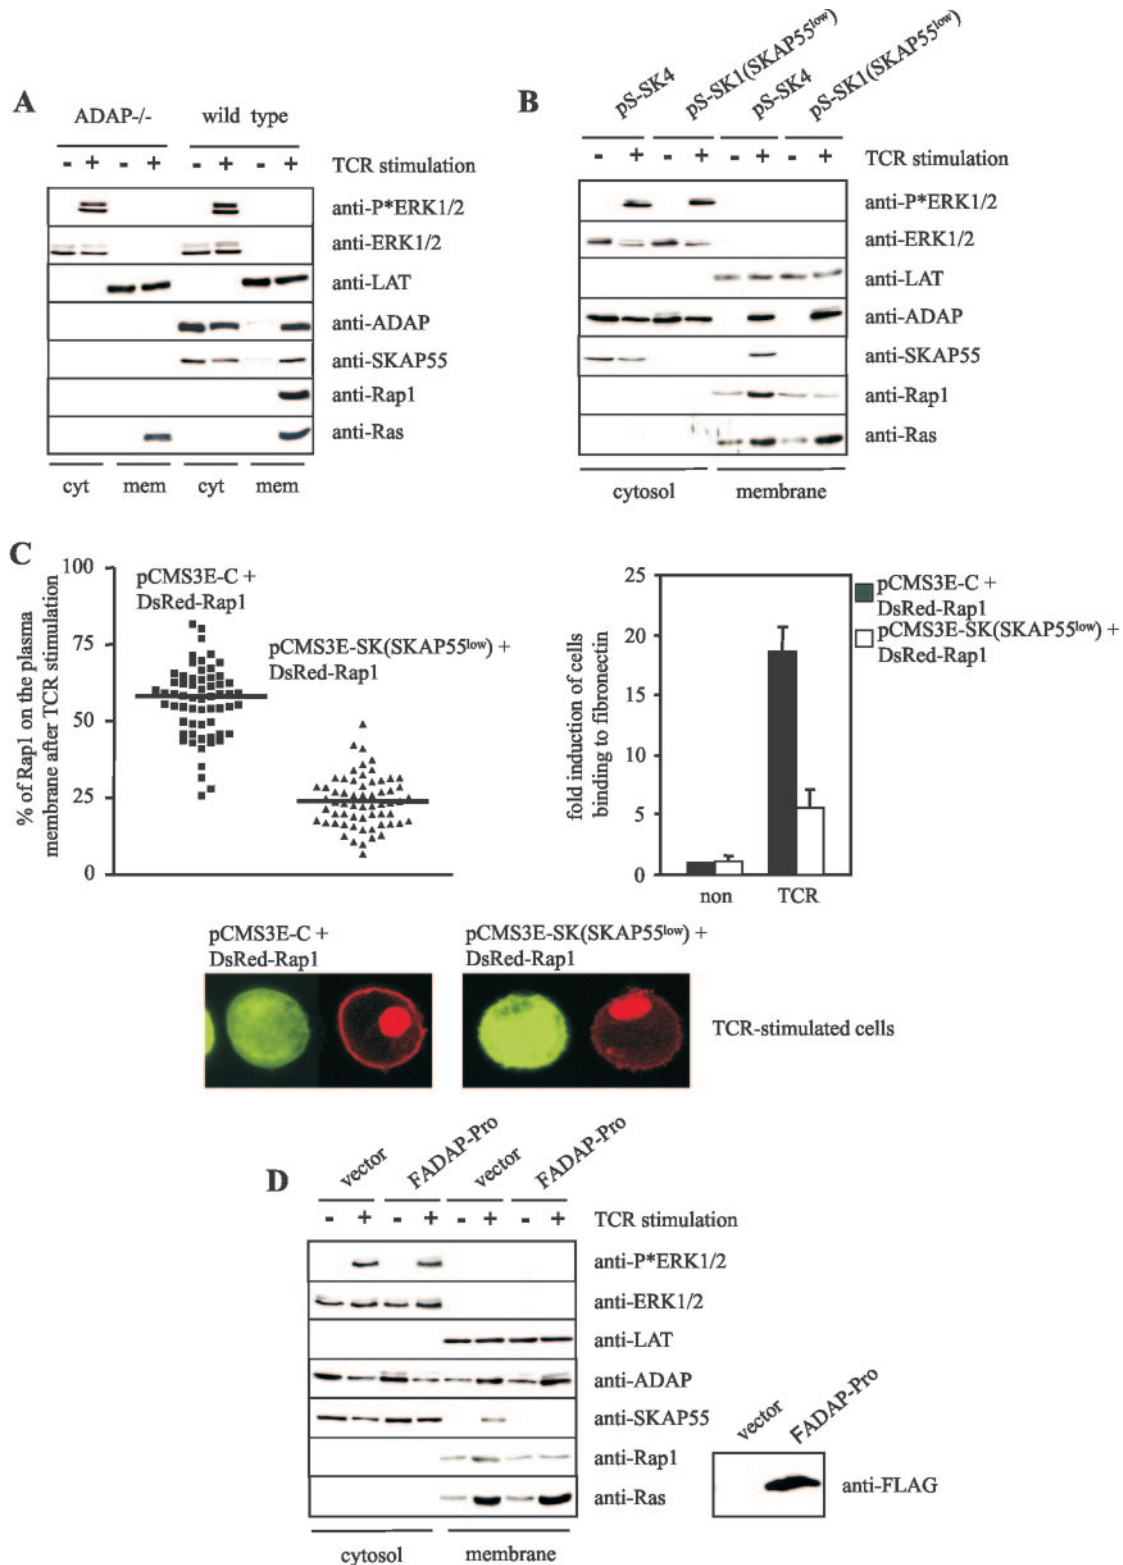 A
ADAP-/- wild type
- + - + - + - + TCR stimulation
anti-P*ERK1/2
anti-ERK1/2
anti-LAT
anti-ADAP
anti-SKAP55
anti-Rap1
anti-Ras
cyt mem cyt mem
B
pS-SK4 pS-SK1(SKAP55low) pS-SK4 pS-SK1(SKAP55low)
- + - + - + - + TCR stimulation
anti-P*ERK1/2
anti-ERK1/2
anti-LAT
anti-ADAP
anti-SKAP55
anti-Rap1
anti-Ras
cytosol membrane
C
% of Rap1 on the plasma
membrane after TCR stimulation
100
75
50
25
0
pCMS3E-C +
DsRed-Rap1
pCMS3E-SK(SKAP55low) +
DsRed-Rap1
fold induction of cells
binding to fibronectin
25
20
15
10
5
0
non TCR
pCMS3E-C +
DsRed-Rap1
pCMS3E-SK(SKAP55low) +
DsRed-Rap1
pCMS3E-C +
DsRed-Rap1
pCMS3E-SK(SKAP55low) +
DsRed-Rap1
TCR-stimulated cells
D
vector FADAP-Pro vector FADAP-Pro
- + - + - + - + TCR stimulation
anti-P*ERK1/2
anti-ERK1/2
anti-LAT
anti-ADAP
anti-SKAP55
anti-Rap1
anti-Ras
cytosol membrane
vector FADAP-Pro
anti-FLAG